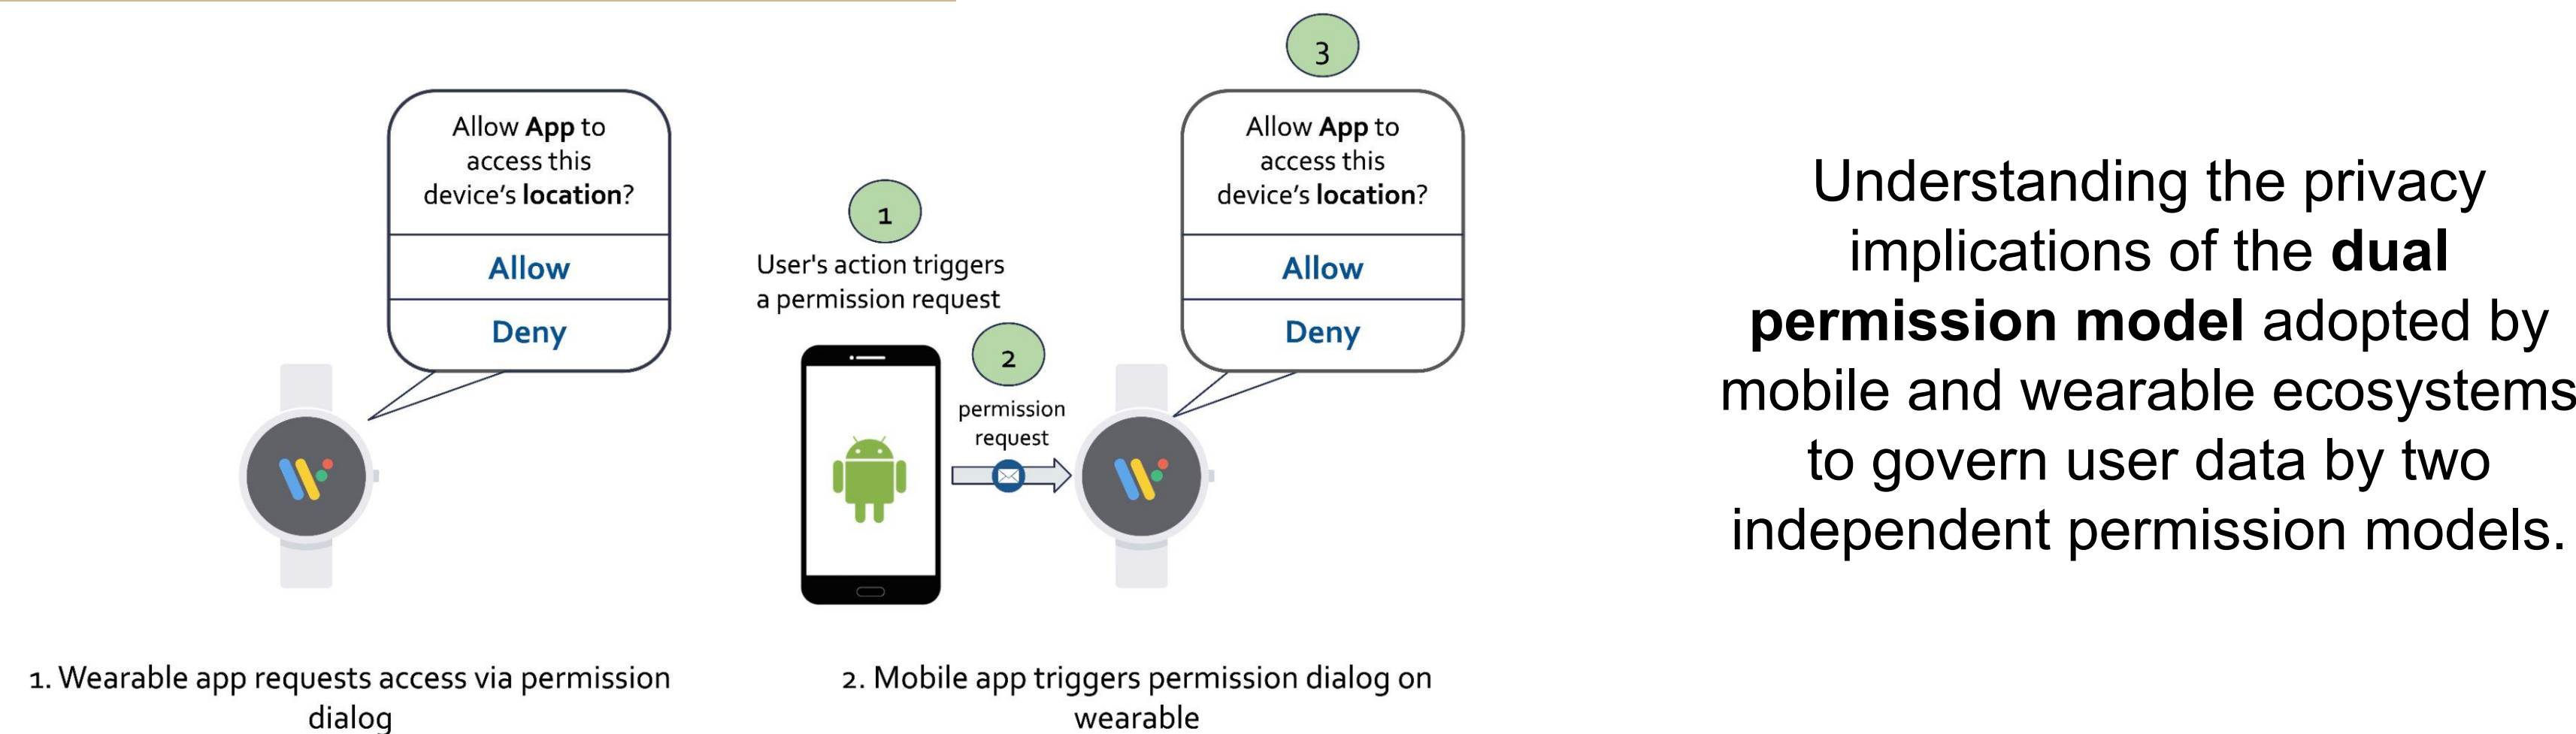 Allow App to
access this
device's location?
Allow
Deny
1. Wearable app requests access via permission
dialog
1
User's action triggers
a permission request
2
permission
request
3
Allow App to
access this
device's location?
Allow
Deny
2. Mobile app triggers permission dialog on
wearable
Understanding the privacy
implications of the dual
permission model adopted by
mobile and wearable ecosystems
to govern user data by two
independent permission models.